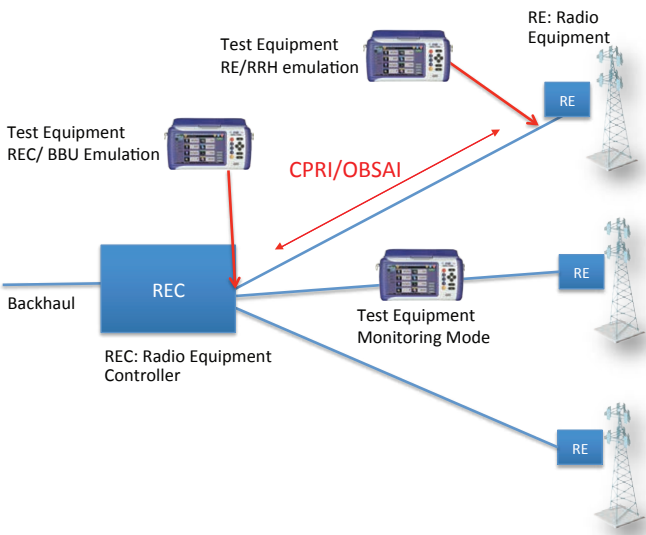 RE: Radio
Equipment
Test Equipment
RE/RRH emulation
RE
Test Equipment
REC/ BBU Emulation
CPRI/OBSAI
REC
RE
Backhaul
Test Equipment
Monitoring Mode
REC: Radio Equipment
Controller
RE